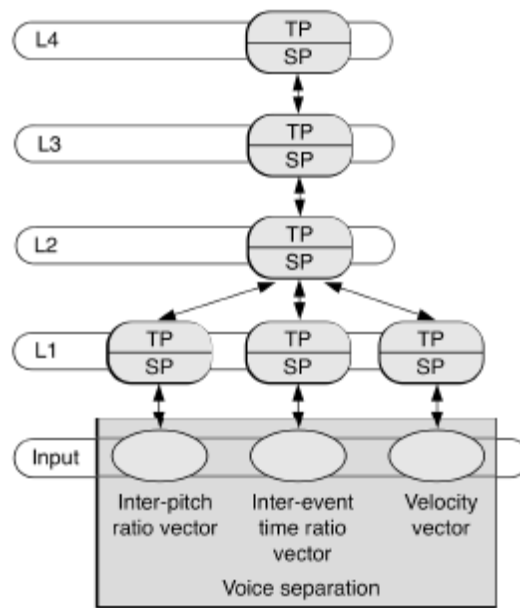 L4
TP
SP
L3
TP
SP
L2
TP
SP
L1
TP
SP
TP
SP
TP
SP
Input
Inter-pitch
ratio vector
Inter-event
time ratio
vector
Velocity
vector
Voice separation